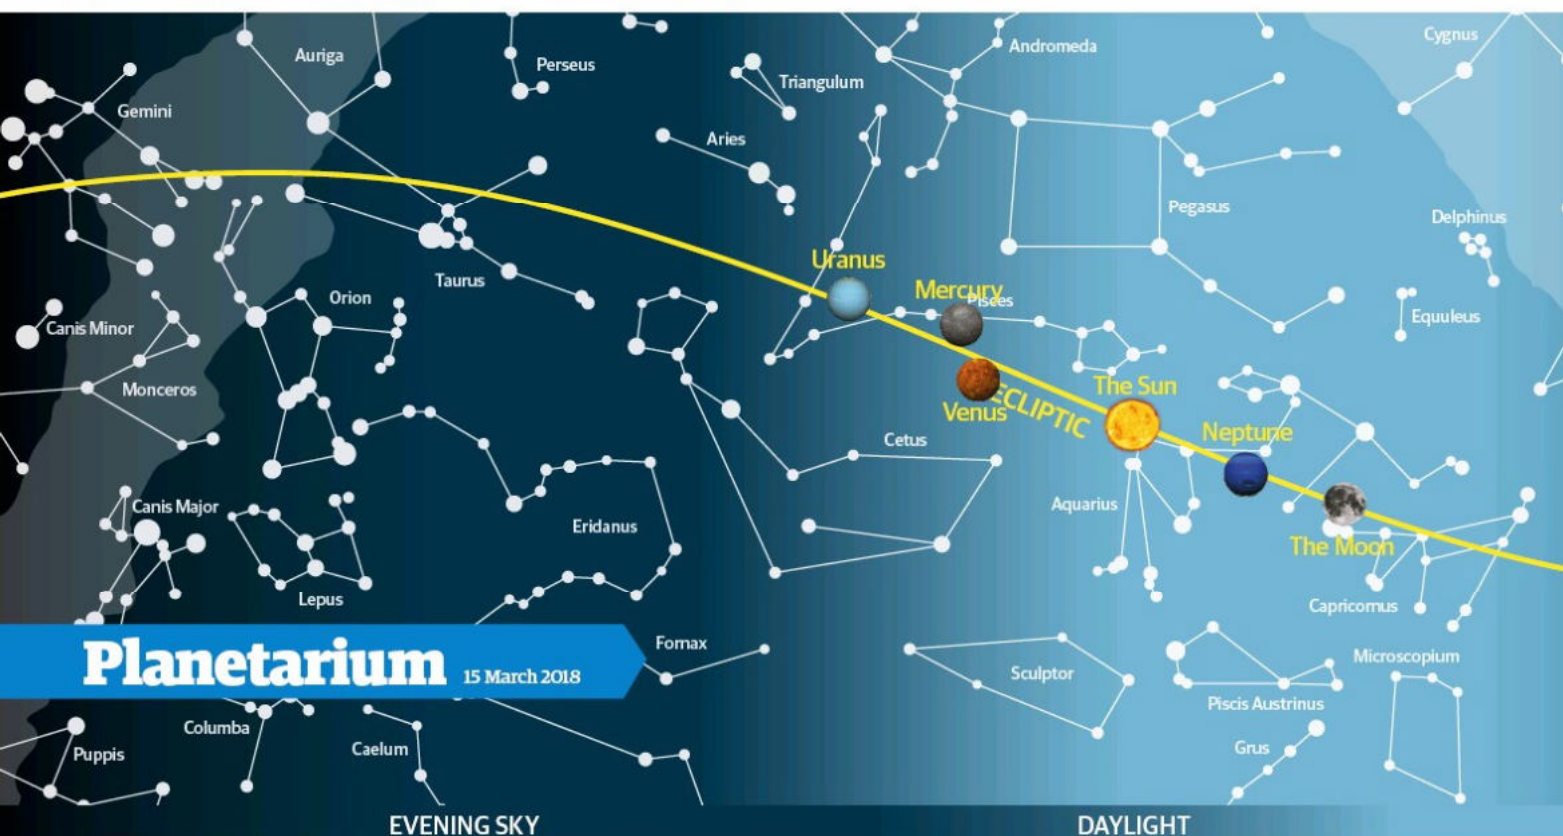 Auriga
Perseus
Andromeda
Cygnus
Triangulum
Gemini
Aries
Pegasus
Delphinus
Uranus
Taurus
Mercury
Pisces
Orion
Canis Minor
Equuleus
Monoceros
The Sun
ECLIPTIC
Venus
Neptune
Cetus
Canis Major
Aquarius
Eridanus
The Moon
Lepus
Capricornus
Planetarium 15 March 2018
Fornax
Sculptor
Microscopium
Piscis Austrinus
Columba
Caelum
Grus
Puppis
EVENING SKY
DAYLIGHT